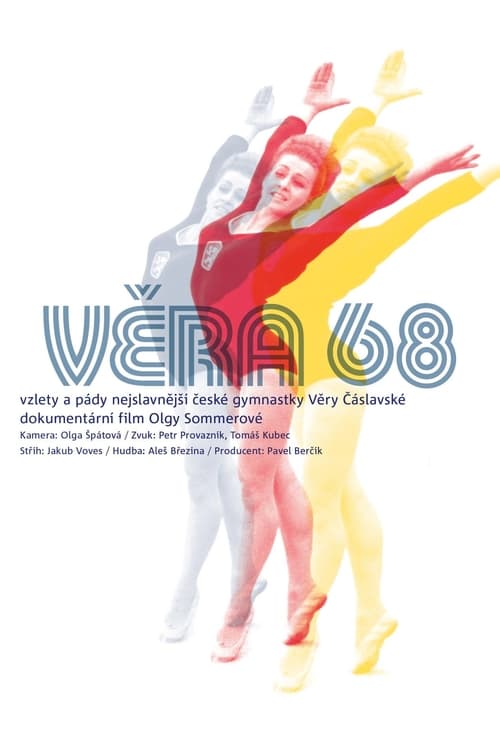 VĚRA 68
vzlety a pády nejslavnější české gymnastky Věry Čáslavské
dokumentární film Olgy Sommerové
Kamera: Olga Špátová / Zvuk: Petr Provazník, Tomáš Kubec
Střih: Jakub Voves / Hudba: Aleš Březina / Producent: Pavel Berčík